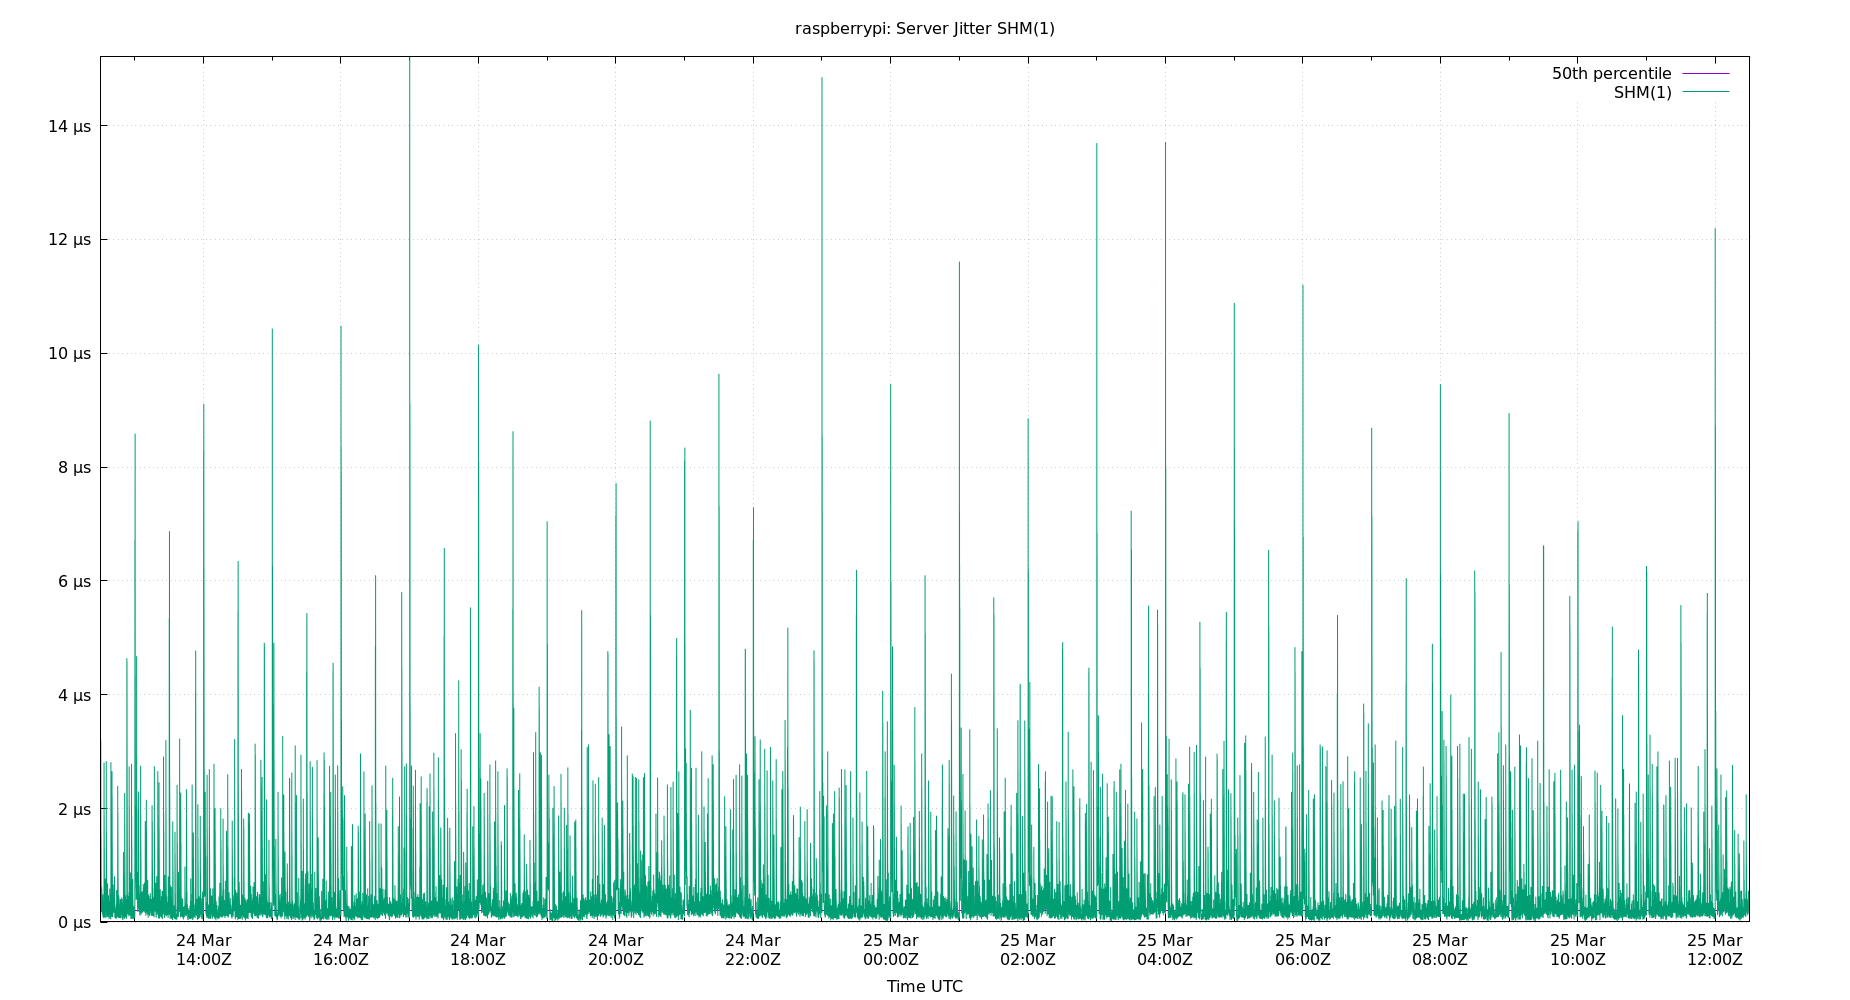 raspberrypi: Server Jitter SHM(1)
50th percentile
SHM(1)
14 µs
12 µs
10 µs
8 µs
6 µs
4 µs
2 µs
0 µs
24 Mar 14:00Z
24 Mar 16:00Z
24 Mar 18:00Z
24 Mar 20:00Z
24 Mar 22:00Z
25 Mar 00:00Z
25 Mar 02:00Z
25 Mar 04:00Z
25 Mar 06:00Z
25 Mar 08:00Z
25 Mar 10:00Z
25 Mar 12:00Z
Time UTC